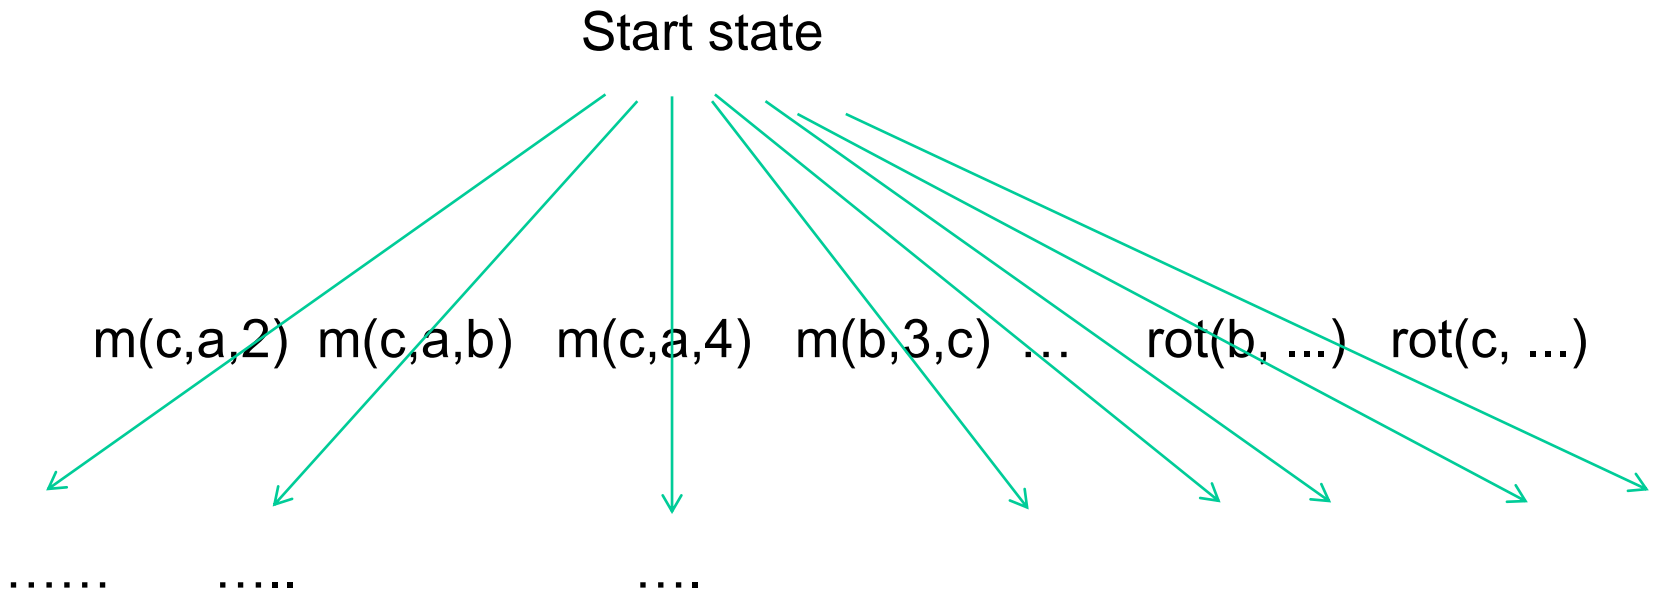 Start state
m(c,a,2) m(c,a,b) m(c,a,4) m(b,3,c) … rot(b, ...) rot(c, ...)
…… ….. ….